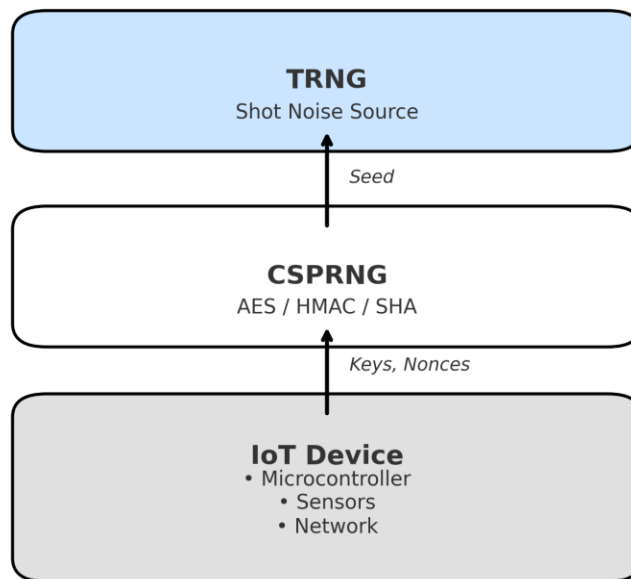 TRNG
Shot Noise Source
Seed
CSPRNG
AES / HMAC / SHA
Keys, Nonces
IoT Device
• Microcontroller
• Sensors
• Network